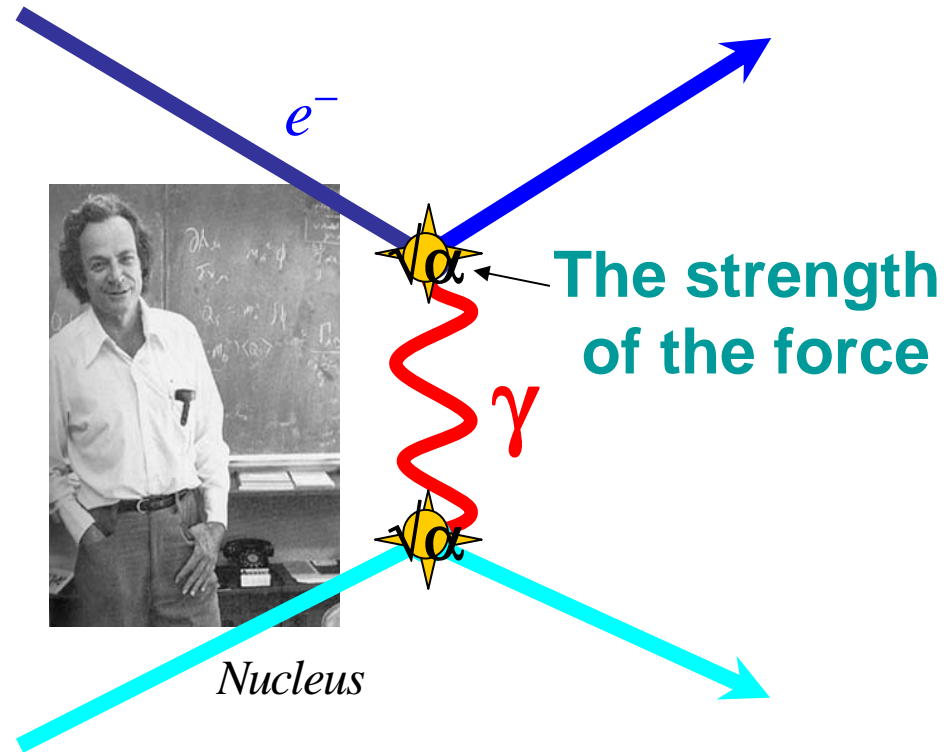 e⁻
√α
The strength
of the force
γ
√α
Nucleus